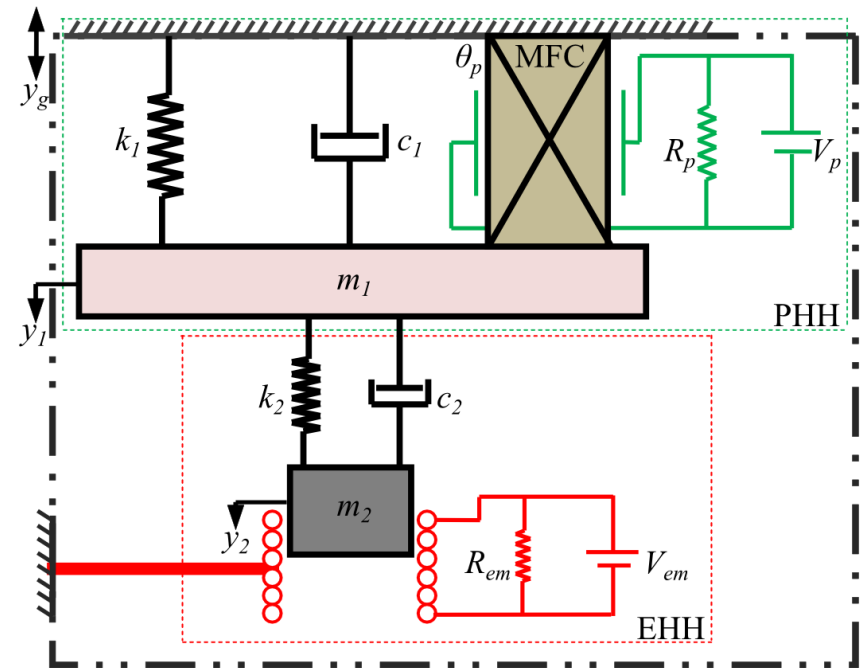 y_g
k_1
c_1
θ_p
MFC
R_p
V_p
m_1
y_1
PHH
k_2
c_2
m_2
y_2
R_em
V_em
EHH